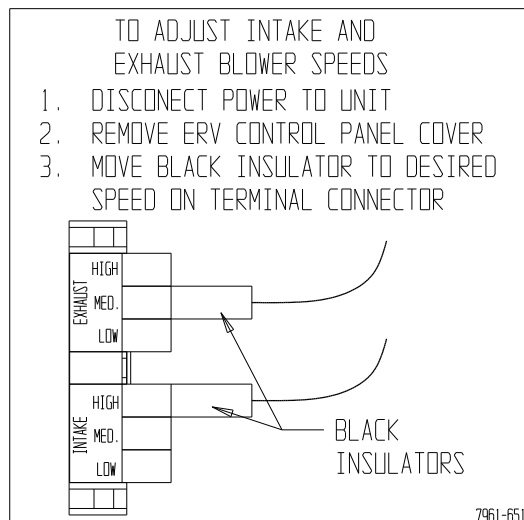 TO ADJUST INTAKE AND
EXHAUST BLOWER SPEEDS
1. DISCONECT POWER TO UNIT
2. REMOVE ERV CONTROL PANEL COVER
3. MOVE BLACK INSULATOR TO DESIRED
SPEED ON TERMINAL CONNECTOR
EXHAUST
HIGH
MED.
LOW
INTAKE
HIGH
MED.
LOW
BLACK
INSULATORS
7961-651